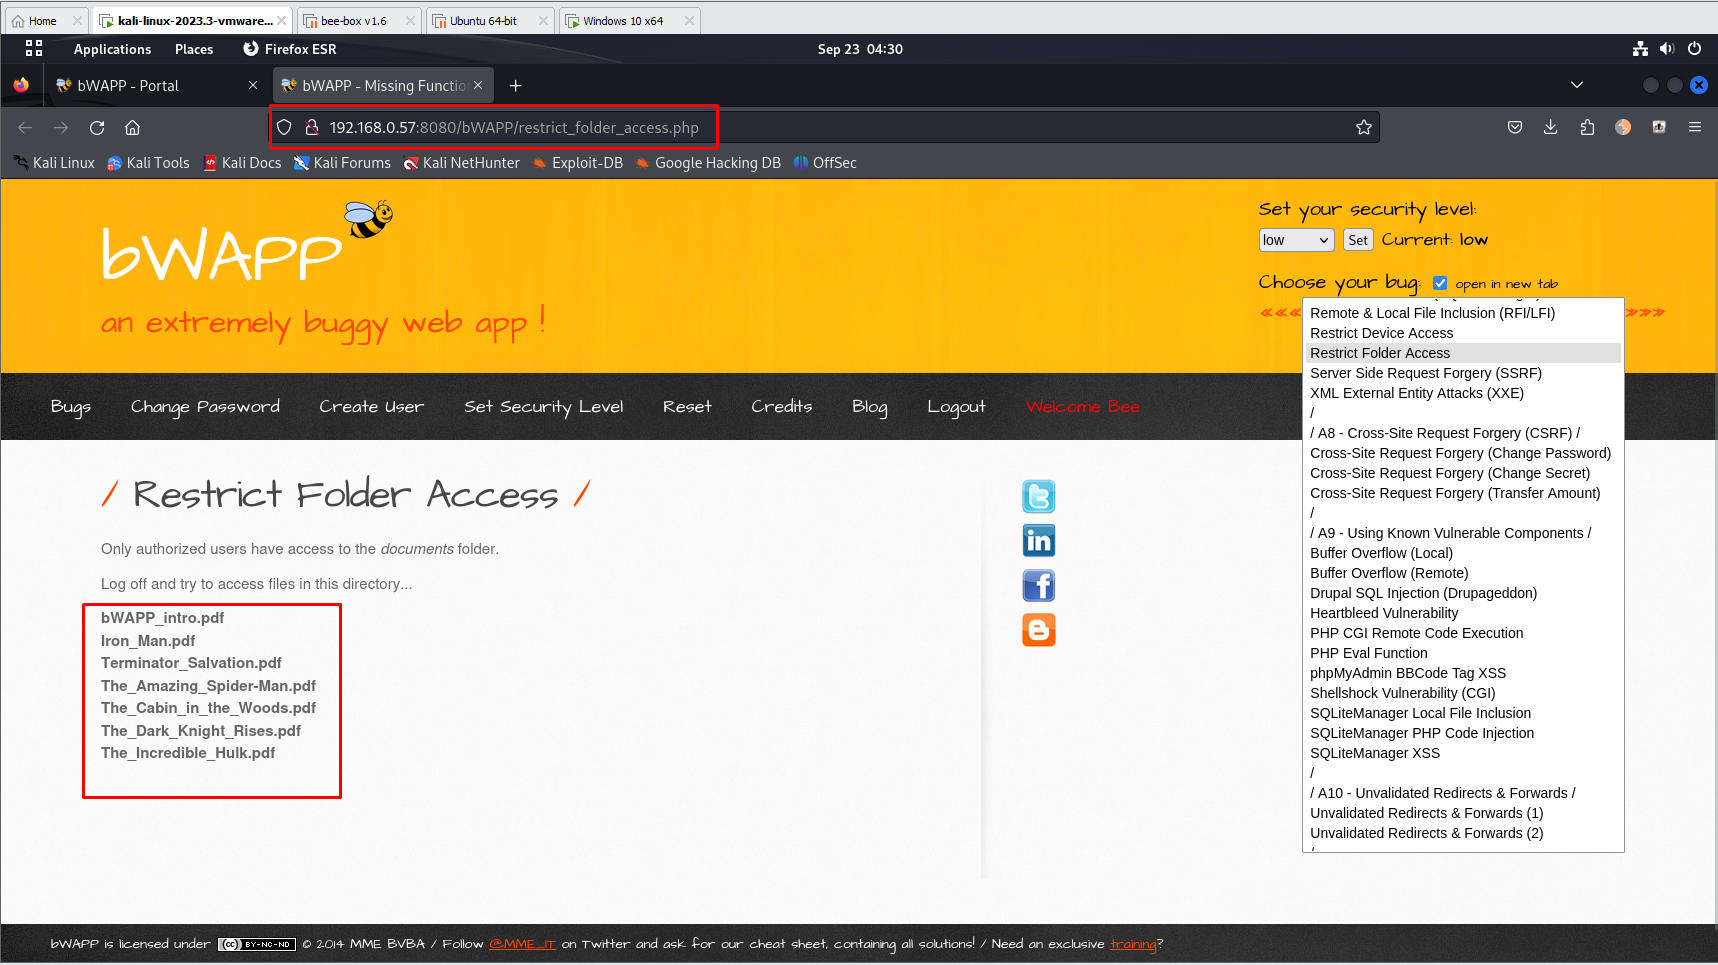 Home
kali-linux-2023.3-vmware...
bee-box v1.6
Ubuntu 64-bit
Windows 10 x64
Applications
Places
Firefox ESR
Sep 23 04:30
bWAPP - Portal
bWAPP - Missing Functio
192.168.0.57:8080/bWAPP/restrict_folder_access.php
Kali Linux
Kali Tools
Kali Docs
Kali Forums
Kali NetHunter
Exploit-DB
Google Hacking DB
OffSec
bWAPP
an extremely buggy web app !
Set your security level:
low
Set
Current: low
Choose your bug:
open in new tab
Remote & Local File Inclusion (RFI/LFI)
Restrict Device Access
Restrict Folder Access
Server Side Request Forgery (SSRF)
XML External Entity Attacks (XXE)
/
/ A8 - Cross-Site Request Forgery (CSRF) /
Cross-Site Request Forgery (Change Password)
Cross-Site Request Forgery (Change Secret)
Cross-Site Request Forgery (Transfer Amount)
/
/ A9 - Using Known Vulnerable Components /
Buffer Overflow (Local)
Buffer Overflow (Remote)
Drupal SQL Injection (Drupageddon)
Heartbleed Vulnerability
PHP CGI Remote Code Execution
PHP Eval Function
phpMyAdmin BBCode Tag XSS
Shellshock Vulnerability (CGI)
SQLiteManager Local File Inclusion
SQLiteManager PHP Code Injection
SQLiteManager XSS
/
/ A10 - Unvalidated Redirects & Forwards /
Unvalidated Redirects & Forwards (1)
Unvalidated Redirects & Forwards (2)
Bugs
Change Password
Create User
Set Security Level
Reset
Credits
Blog
Logout
Welcome Bee
/ Restrict Folder Access /
Only authorized users have access to the documents folder.
Log off and try to access files in this directory...
bWAPP_intro.pdf
Iron_Man.pdf
Terminator_Salvation.pdf
The_Amazing_Spider-Man.pdf
The_Cabin_in_the_Woods.pdf
The_Dark_Knight_Rises.pdf
The_Incredible_Hulk.pdf
bWAPP is licensed under (cc) BY-NC-ND © 2014 MME BVBA / Follow @MME_IT on Twitter and ask for our cheat sheet, containing all solutions! / Need an exclusive training?